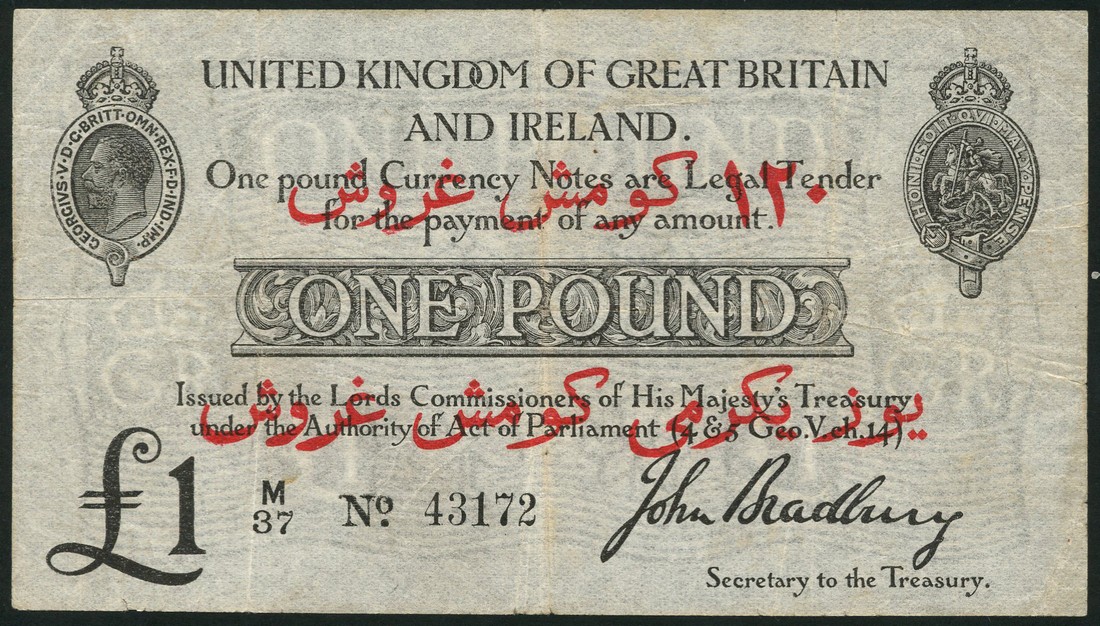 GEORGIVS·V·D·G·BRITT·OMN·REX·F·D·IND·IMP·
HONI·SOIT·QVI·MAL·Y·PENSE
UNITED KINGDOM OF GREAT BRITAIN
AND IRELAND.
One pound Currency Notes are Legal Tender
for the payment of any amount.
١٢٠ كومش غروش
ONE POUND
Issued by the Lords Commissioners of His Majesty's Treasury
under the Authority of Act of Parliament (4 & 5 Geo.V.ch.14)
يوز يكرمى كومش غروش
£1
M
37 No. 43172
John Bradbury
Secretary to the Treasury.